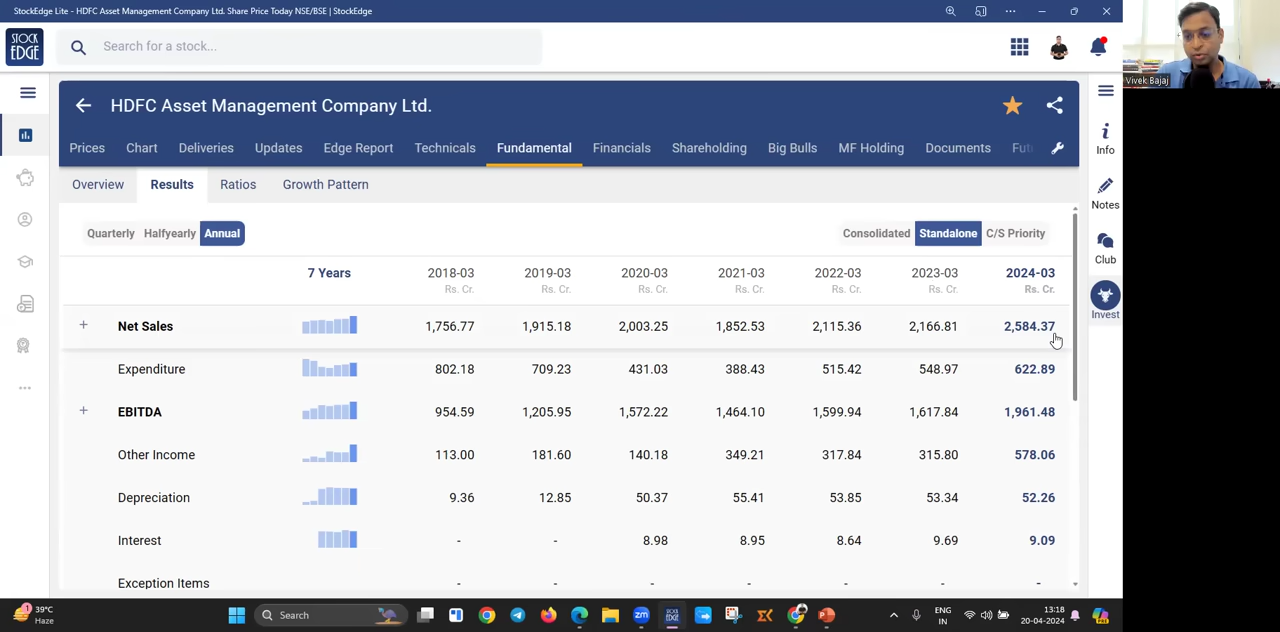 StockEdge Lite - HDFC Asset Management Company Ltd. Share Price Today NSE/BSE | StockEdge
STOCK EDGE
Search for a stock...
Vivek Bajaj
HDFC Asset Management Company Ltd.
Prices Chart Deliveries Updates Edge Report Technicals Fundamental Financials Shareholding Big Bulls MF Holding Documents Fut
Overview Results Ratios Growth Pattern
Quarterly Halfyearly Annual Consolidated Standalone C/S Priority
7 Years 2018-03 2019-03 2020-03 2021-03 2022-03 2023-03 2024-03
Rs. Cr. Rs. Cr. Rs. Cr. Rs. Cr. Rs. Cr. Rs. Cr. Rs. Cr.
+ Net Sales 1,756.77 1,915.18 2,003.25 1,852.53 2,115.36 2,166.81 2,584.37
Expenditure 802.18 709.23 431.03 388.43 515.42 548.97 622.89
+ EBITDA 954.59 1,205.95 1,572.22 1,464.10 1,599.94 1,617.84 1,961.48
Other Income 113.00 181.60 140.18 349.21 317.84 315.80 578.06
Depreciation 9.36 12.85 50.37 55.41 53.85 53.34 52.26
Interest - - 8.98 8.95 8.64 9.69 9.09
Exception Items - - - - - - -
Info
Notes
Club
Invest
1
39°C
Haze
Search
zm
STOCK EDGE
ENG
IN
13:18
20-04-2024
PRE